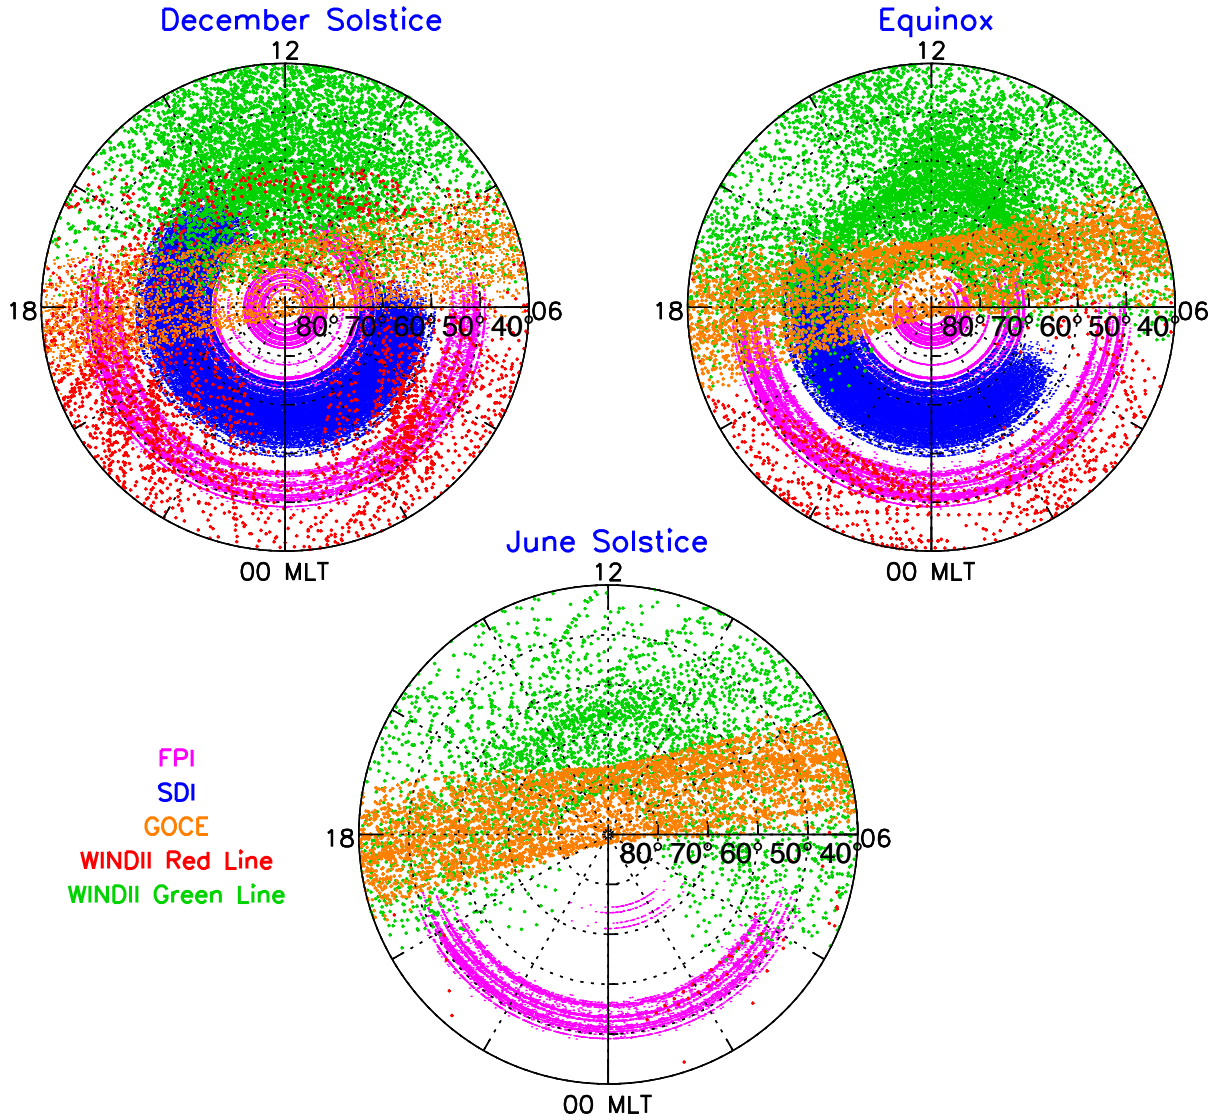 December Solstice
Equinox
12
12
18
80° 70° 60° 50° 40°
06
18
80° 70° 60° 50° 40°
06
00 MLT
00 MLT
June Solstice
12
FPI
SDI
GOCE
WINDII Red Line
WINDII Green Line
18
80° 70° 60° 50° 40°
06
00 MLT